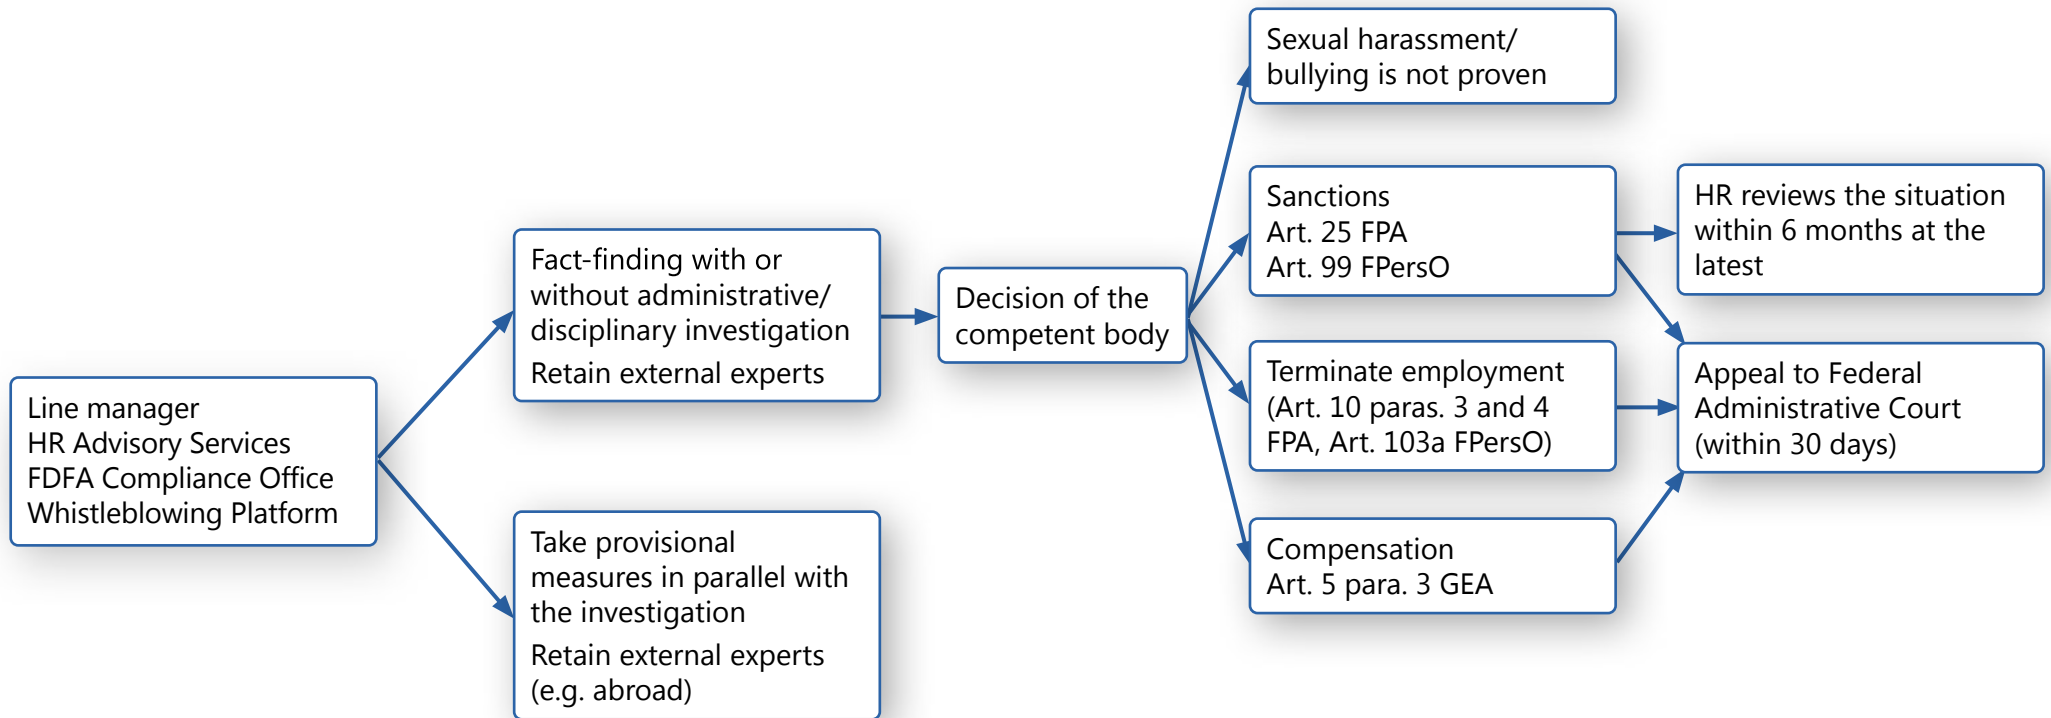 Line manager
HR Advisory Services
FDFA Compliance Office
Whistleblowing Platform
Fact-finding with or
without administrative/
disciplinary investigation
Retain external experts
Take provisional
measures in parallel with
the investigation
Retain external experts
(e.g. abroad)
Decision of the
competent body
Sexual harassment/
bullying is not proven
Sanctions
Art. 25 FPA
Art. 99 FPersO
Terminate employment
(Art. 10 paras. 3 and 4
FPA, Art. 103a FPersO)
Compensation
Art. 5 para. 3 GEA
HR reviews the situation
within 6 months at the
latest
Appeal to Federal
Administrative Court
(within 30 days)